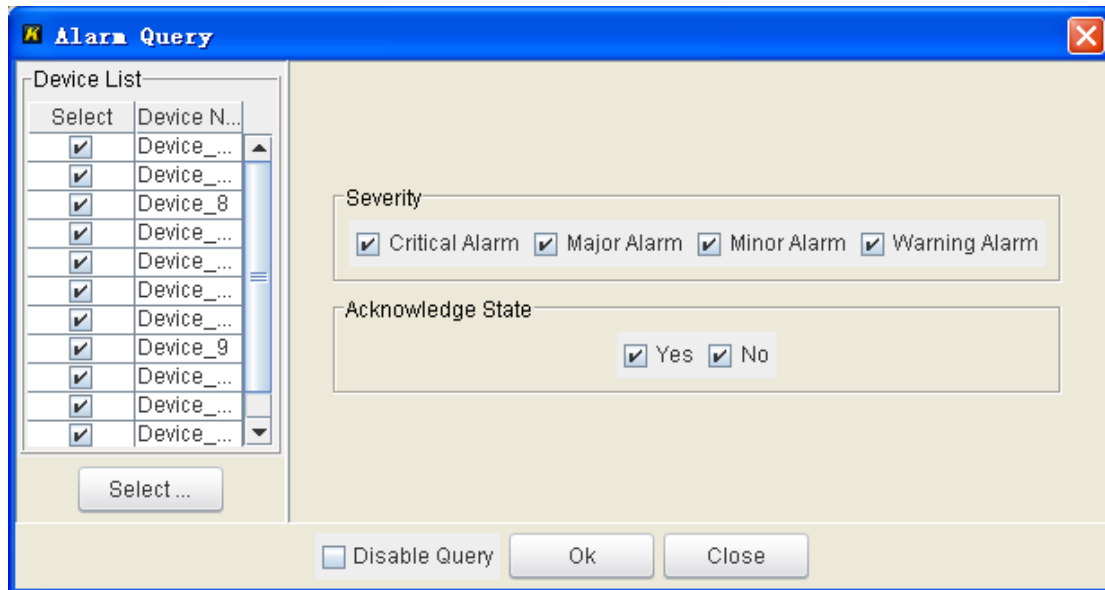 K Alarm Query
Device List
Select Device N...
Device_...
Device_...
Device_8
Device_...
Device_...
Device_...
Device_...
Device_9
Device_...
Device_...
Device_...
Select ...
Severity
Critical Alarm Major Alarm Minor Alarm Warning Alarm
Acknowledge State
Yes No
Disable Query Ok Close